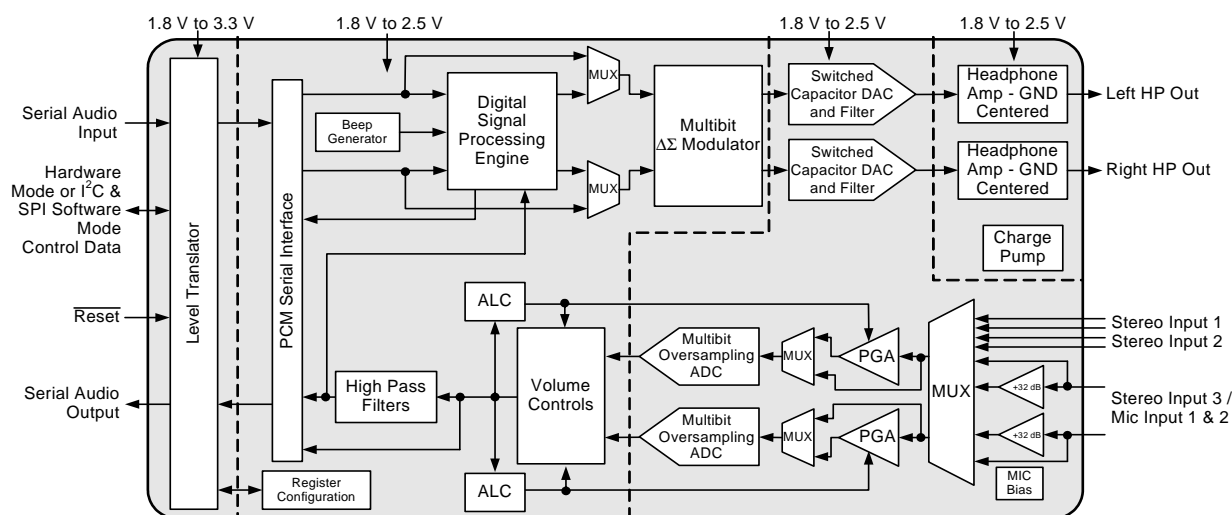 1.8 V to 3.3 V
1.8 V to 2.5 V
1.8 V to 2.5 V
1.8 V to 2.5 V
Serial Audio
Input
Hardware
Mode or I²C &
SPI Software
Mode
Control Data
Reset
Serial Audio
Output
Level Translator
PCM Serial Interface
Beep
Generator
Digital
Signal
Processing
Engine
MUX
MUX
Multibit
ΔΣ Modulator
Switched
Capacitor DAC
and Filter
Switched
Capacitor DAC
and Filter
Headphone
Amp - GND
Centered
Headphone
Amp - GND
Centered
Left HP Out
Right HP Out
Charge
Pump
ALC
ALC
High Pass
Filters
Volume
Controls
Register
Configuration
Multibit
Oversampling
ADC
Multibit
Oversampling
ADC
MUX
MUX
PGA
PGA
MUX
+32 dB
+32 dB
MIC
Bias
Stereo Input 1
Stereo Input 2
Stereo Input 3 /
Mic Input 1 & 2